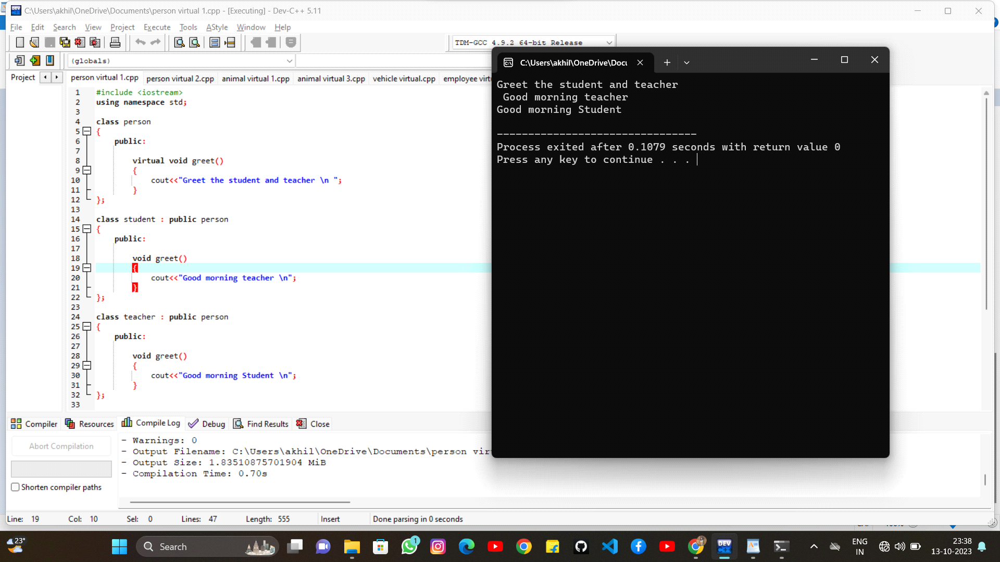 C:\Users\akhil\OneDrive\Documents\person virtual 1.cpp - [Executing] - Dev-C++ 5.11
File Edit Search View Project Execute Tools AStyle Window Help
TDM-GCC 4.9.2 64-bit Release
(globals)
Project
person virtual 1.cpp person virtual 2.cpp animal virtual 1.cpp animal virtual 3.cpp vehicle virtual.cpp employee virtu
1 #include <iostream>
2 using namespace std;
3
4 class person
5 {
6 public:
7
8 virtual void greet()
9 {
10 cout<<"Greet the student and teacher \n ";
11 }
12 };
13
14 class student : public person
15 {
16 public:
17
18 void greet()
19 {
20 cout<<"Good morning teacher \n";
21 }
22 };
23
24 class teacher : public person
25 {
26 public:
27
28 void greet()
29 {
30 cout<<"Good morning Student \n";
31 }
32 };
33
C:\Users\akhil\OneDrive\Docu
Greet the student and teacher
Good morning teacher
Good morning Student
--------------------------------
Process exited after 0.1079 seconds with return value 0
Press any key to continue . . .
Compiler Resources Compile Log Debug Find Results Close
Abort Compilation
Shorten compiler paths
- Warnings: 0
- Output Filename: C:\Users\akhil\OneDrive\Documents\person vir
- Output Size: 1.83510875701904 MiB
- Compilation Time: 0.70s
Line: 19 Col: 10 Sel: 0 Lines: 47 Length: 555 Insert Done parsing in 0 seconds
23°
Search
1
DEV C++
ENG
IN
23:38
13-10-2023